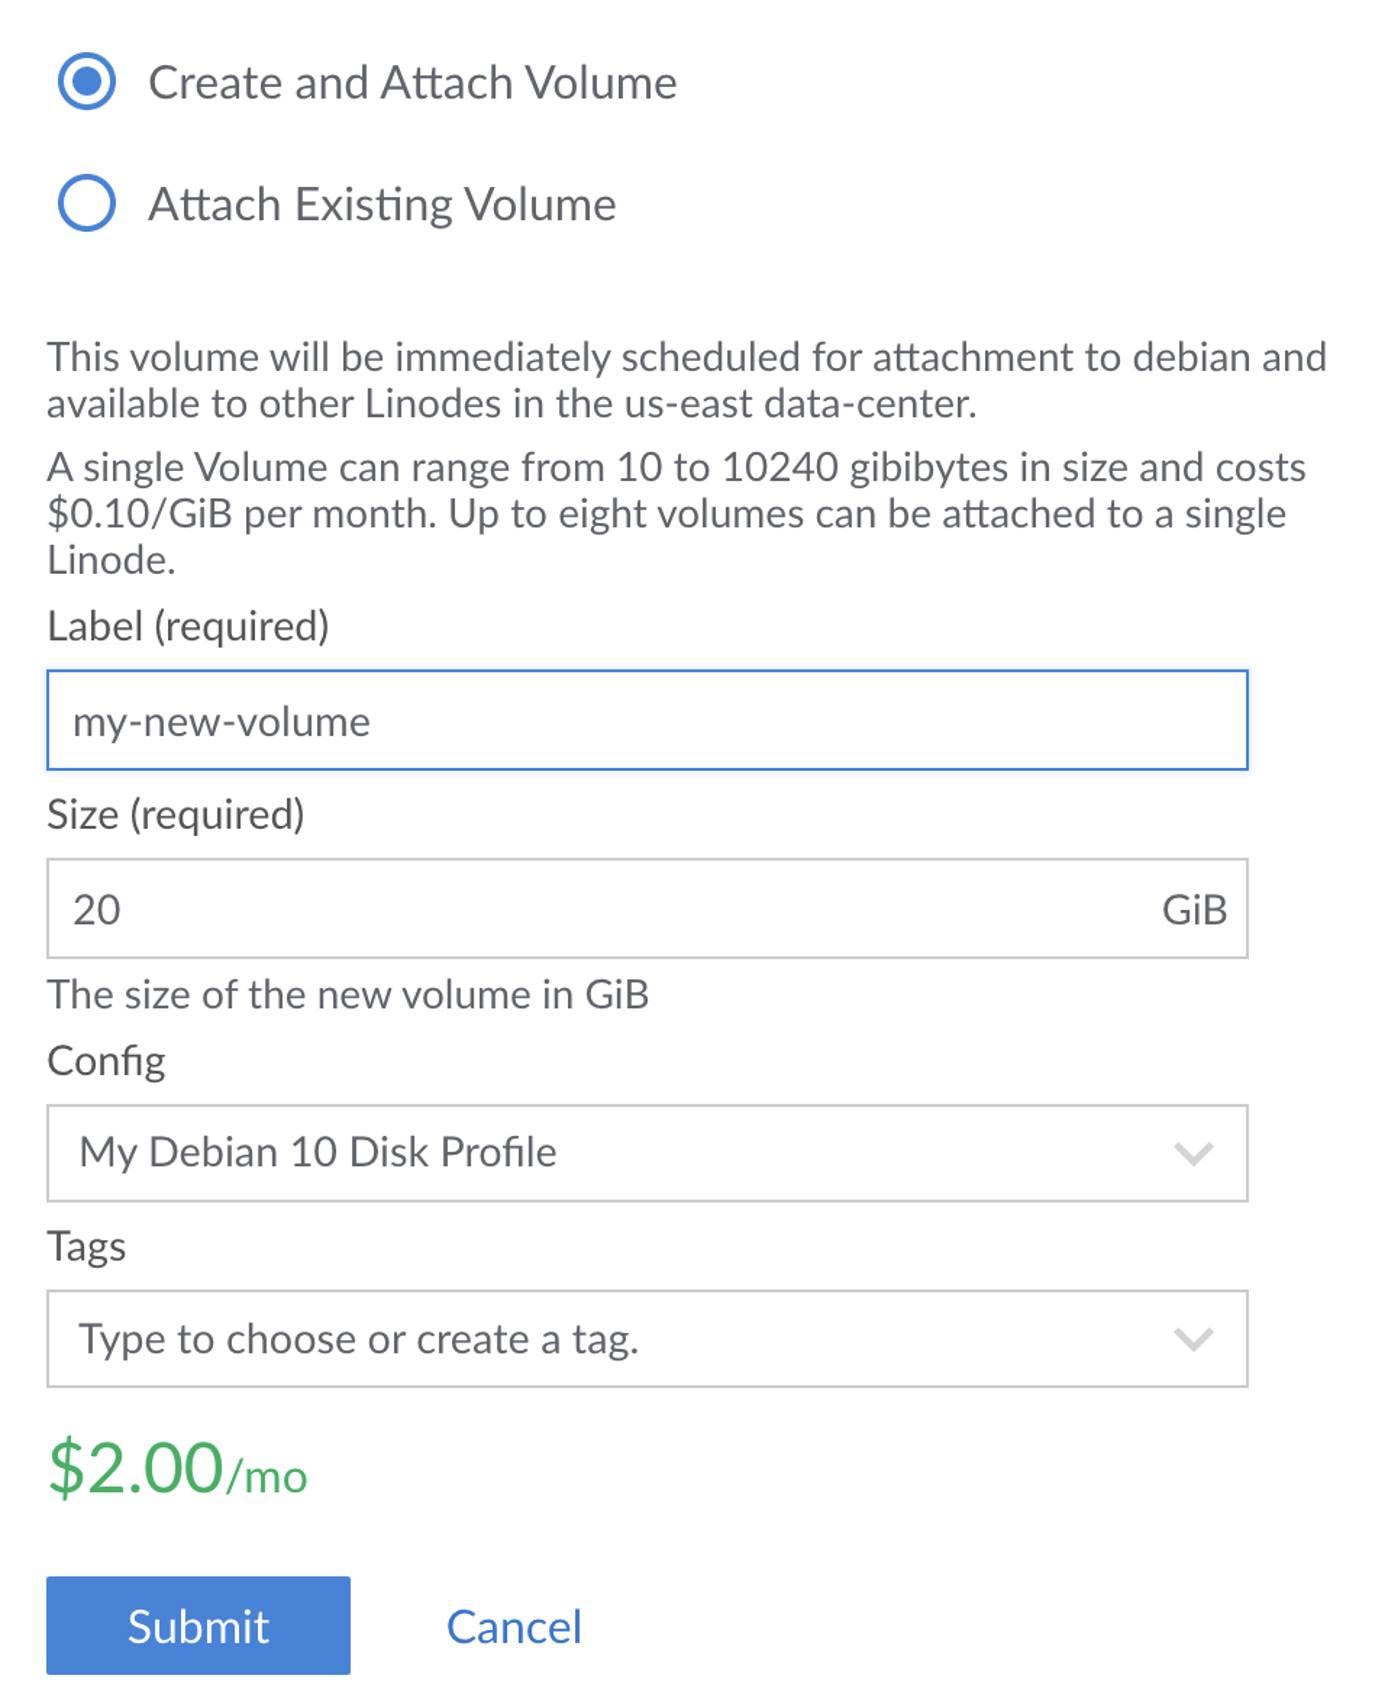 Create and Attach Volume
Attach Existing Volume
This volume will be immediately scheduled for attachment to debian and
available to other Linodes in the us-east data-center.
A single Volume can range from 10 to 10240 gibibytes in size and costs
$0.10/GiB per month. Up to eight volumes can be attached to a single
Linode.
Label (required)
my-new-volume
Size (required)
20 GiB
The size of the new volume in GiB
Config
My Debian 10 Disk Profile
Tags
Type to choose or create a tag.
$2.00/mo
Submit Cancel